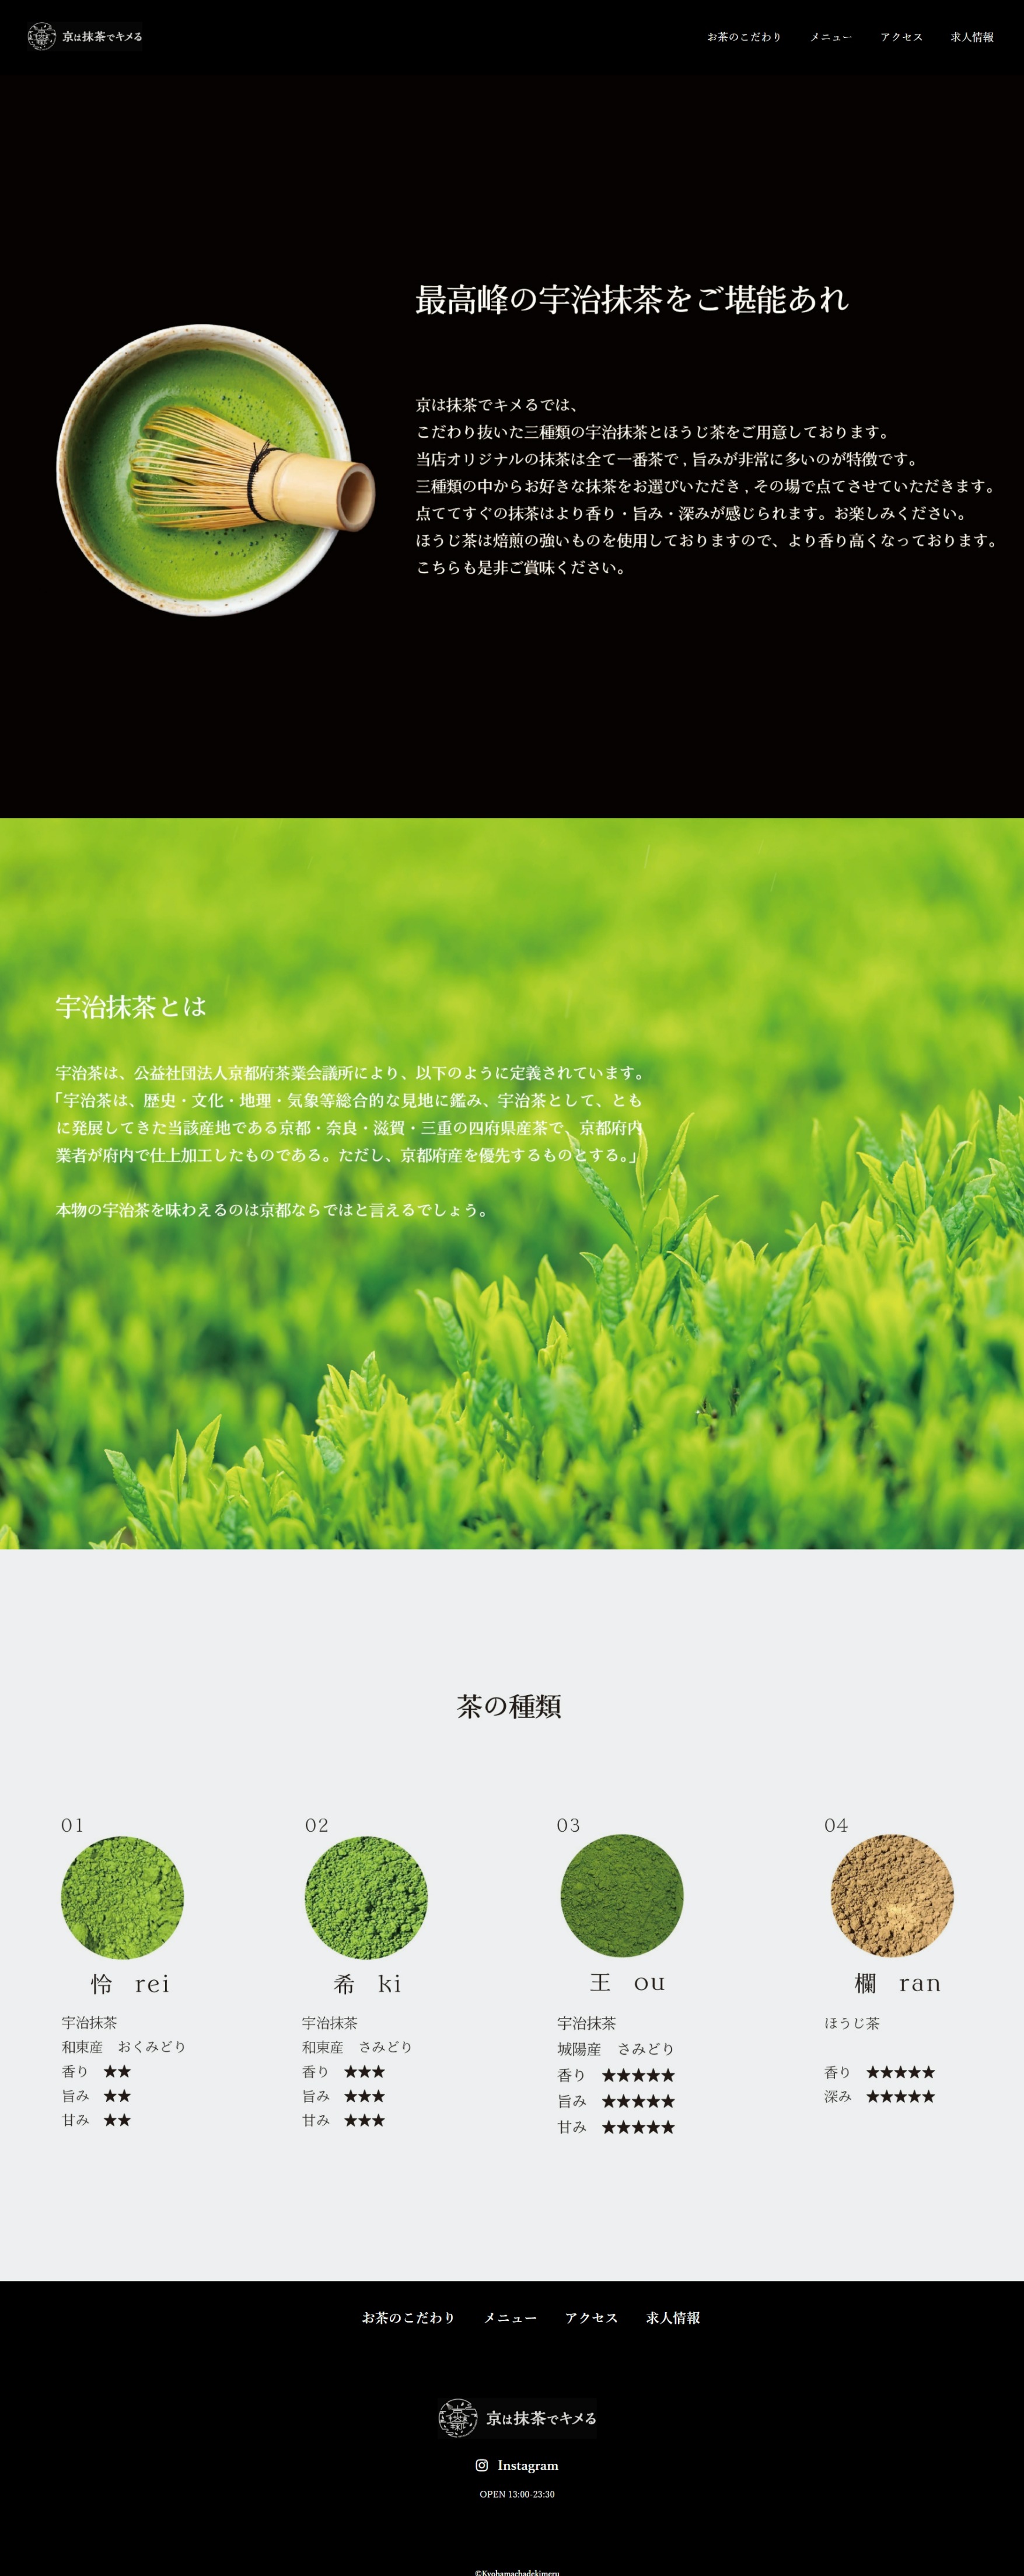 京は抹茶でキメる
お茶のこだわり メニュー アクセス 求人情報
最高峰の宇治抹茶をご堪能あれ
京は抹茶でキメるでは、
こだわり抜いた三種類の宇治抹茶とほうじ茶をご用意しております。
当店オリジナルの抹茶は全て一番茶で , 旨みが非常に多いのが特徴です。
三種類の中からお好きな抹茶をお選びいただき , その場で点てさせていただきます。
点ててすぐの抹茶はより香り・旨み・深みが感じられます。お楽しみください。
ほうじ茶は焙煎の強いものを使用しておりますので、より香り高くなっております。
こちらも是非ご賞味ください。
宇治抹茶とは
宇治茶は、公益社団法人京都府茶業会議所により、以下のように定義されています。
「宇治茶は、歴史・文化・地理・気象等総合的な見地に鑑み、宇治茶として、とも
に発展してきた当該産地である京都・奈良・滋賀・三重の四府県産茶で、京都府内
業者が府内で仕上加工したものである。ただし、京都府産を優先するものとする。」
本物の宇治茶を味わえるのは京都ならではと言えるでしょう。
茶の種類
01
怜 rei
宇治抹茶
和東産 おくみどり
香り ★★
旨み ★★
甘み ★★
02
希 ki
宇治抹茶
和東産 さみどり
香り ★★★
旨み ★★★
甘み ★★★
03
王 ou
宇治抹茶
城陽産 さみどり
香り ★★★★★
旨み ★★★★★
甘み ★★★★★
04
欄 ran
ほうじ茶
香り ★★★★★
深み ★★★★★
お茶のこだわり メニュー アクセス 求人情報
京は抹茶でキメる
Instagram
OPEN 13:00-23:30
©Kyohamachadekimeru